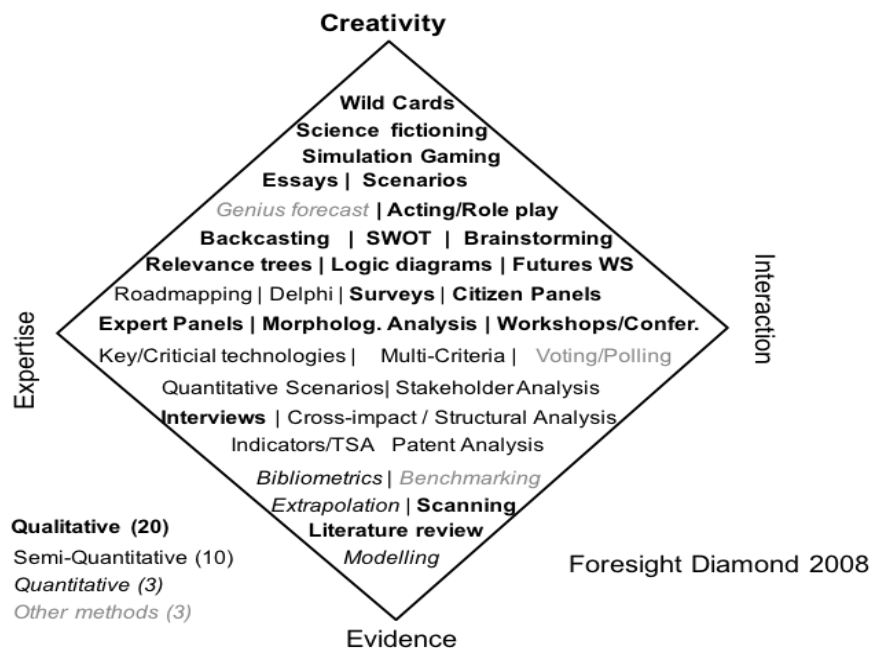 Creativity
Wild Cards
Science fictioning
Simulation Gaming
Essays | Scenarios
Genius forecast | Acting/Role play
Backcasting | SWOT | Brainstorming
Relevance trees | Logic diagrams | Futures WS
Roadmapping | Delphi | Surveys | Citizen Panels
Expert Panels | Morpholog. Analysis | Workshops/Confer.
Key/Criticial technologies | Multi-Criteria | Voting/Polling
Quantitative Scenarios| Stakeholder Analysis
Interviews | Cross-impact / Structural Analysis
Indicators/TSA Patent Analysis
Bibliometrics | Benchmarking
Extrapolation | Scanning
Literature review
Modelling
Evidence
Expertise
Interaction
Qualitative (20)
Semi-Quantitative (10)
Quantitative (3)
Other methods (3)
Foresight Diamond 2008